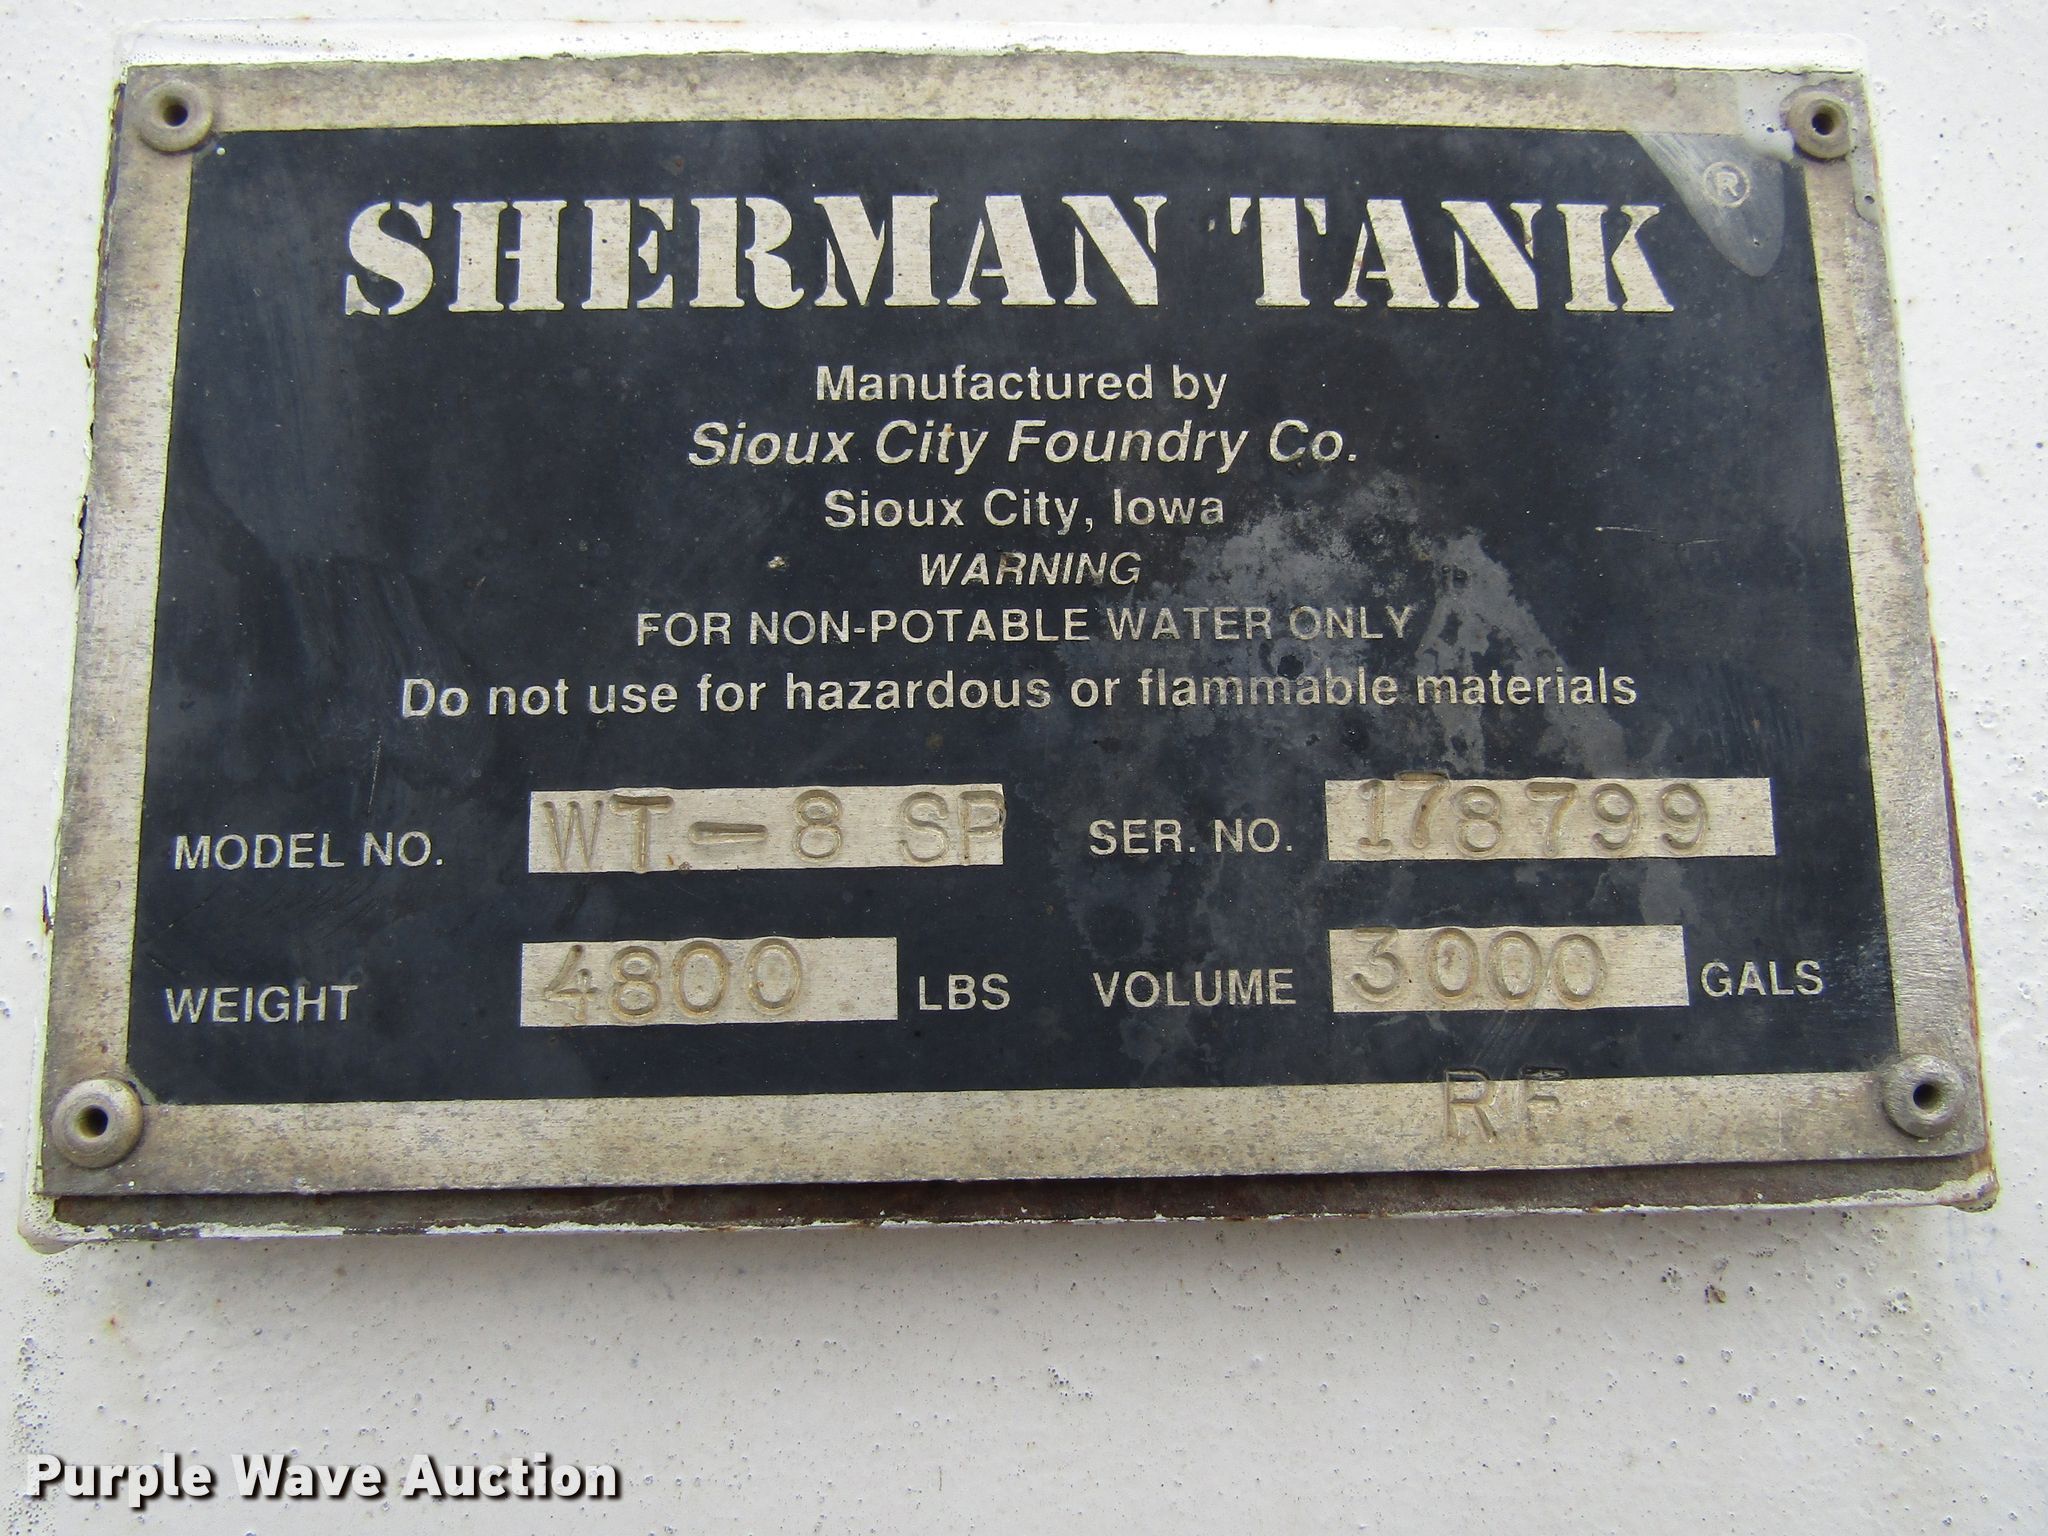 SHERMAN TANK ®
Manufactured by
Sioux City Foundry Co.
Sioux City, Iowa
WARNING
FOR NON-POTABLE WATER ONLY
Do not use for hazardous or flammable materials
MODEL NO. WT-8 SP SER. NO. 178799
WEIGHT 4800 LBS VOLUME 3000 GALS
RF
Purple Wave Auction